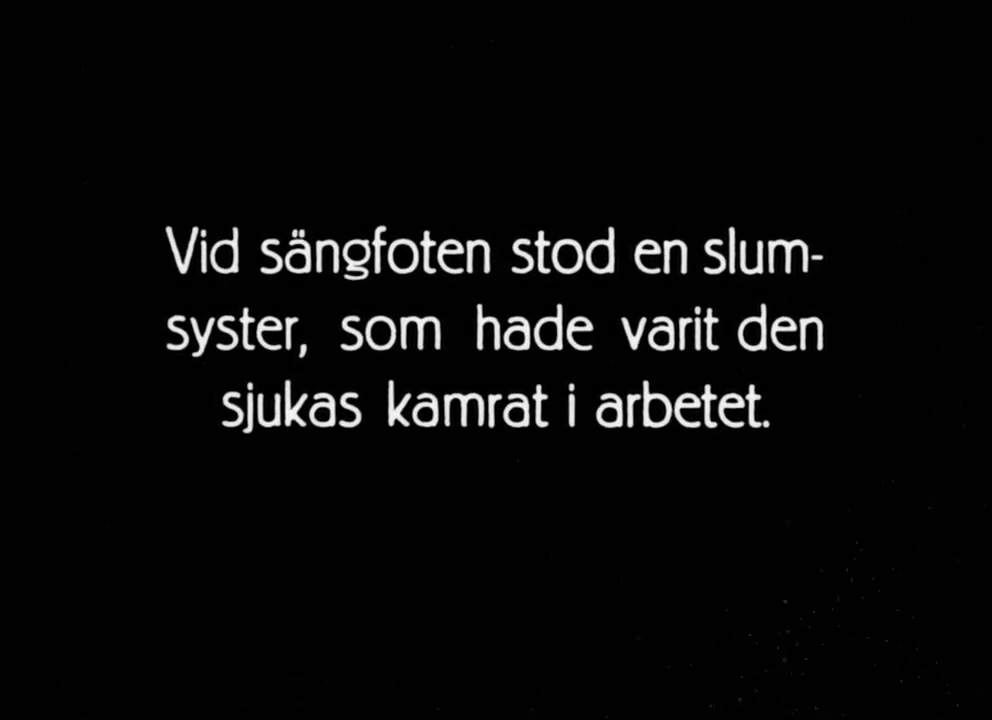 Vid sängfoten stod en slum-
syster, som hade varit den
sjukas kamrat i arbetet.